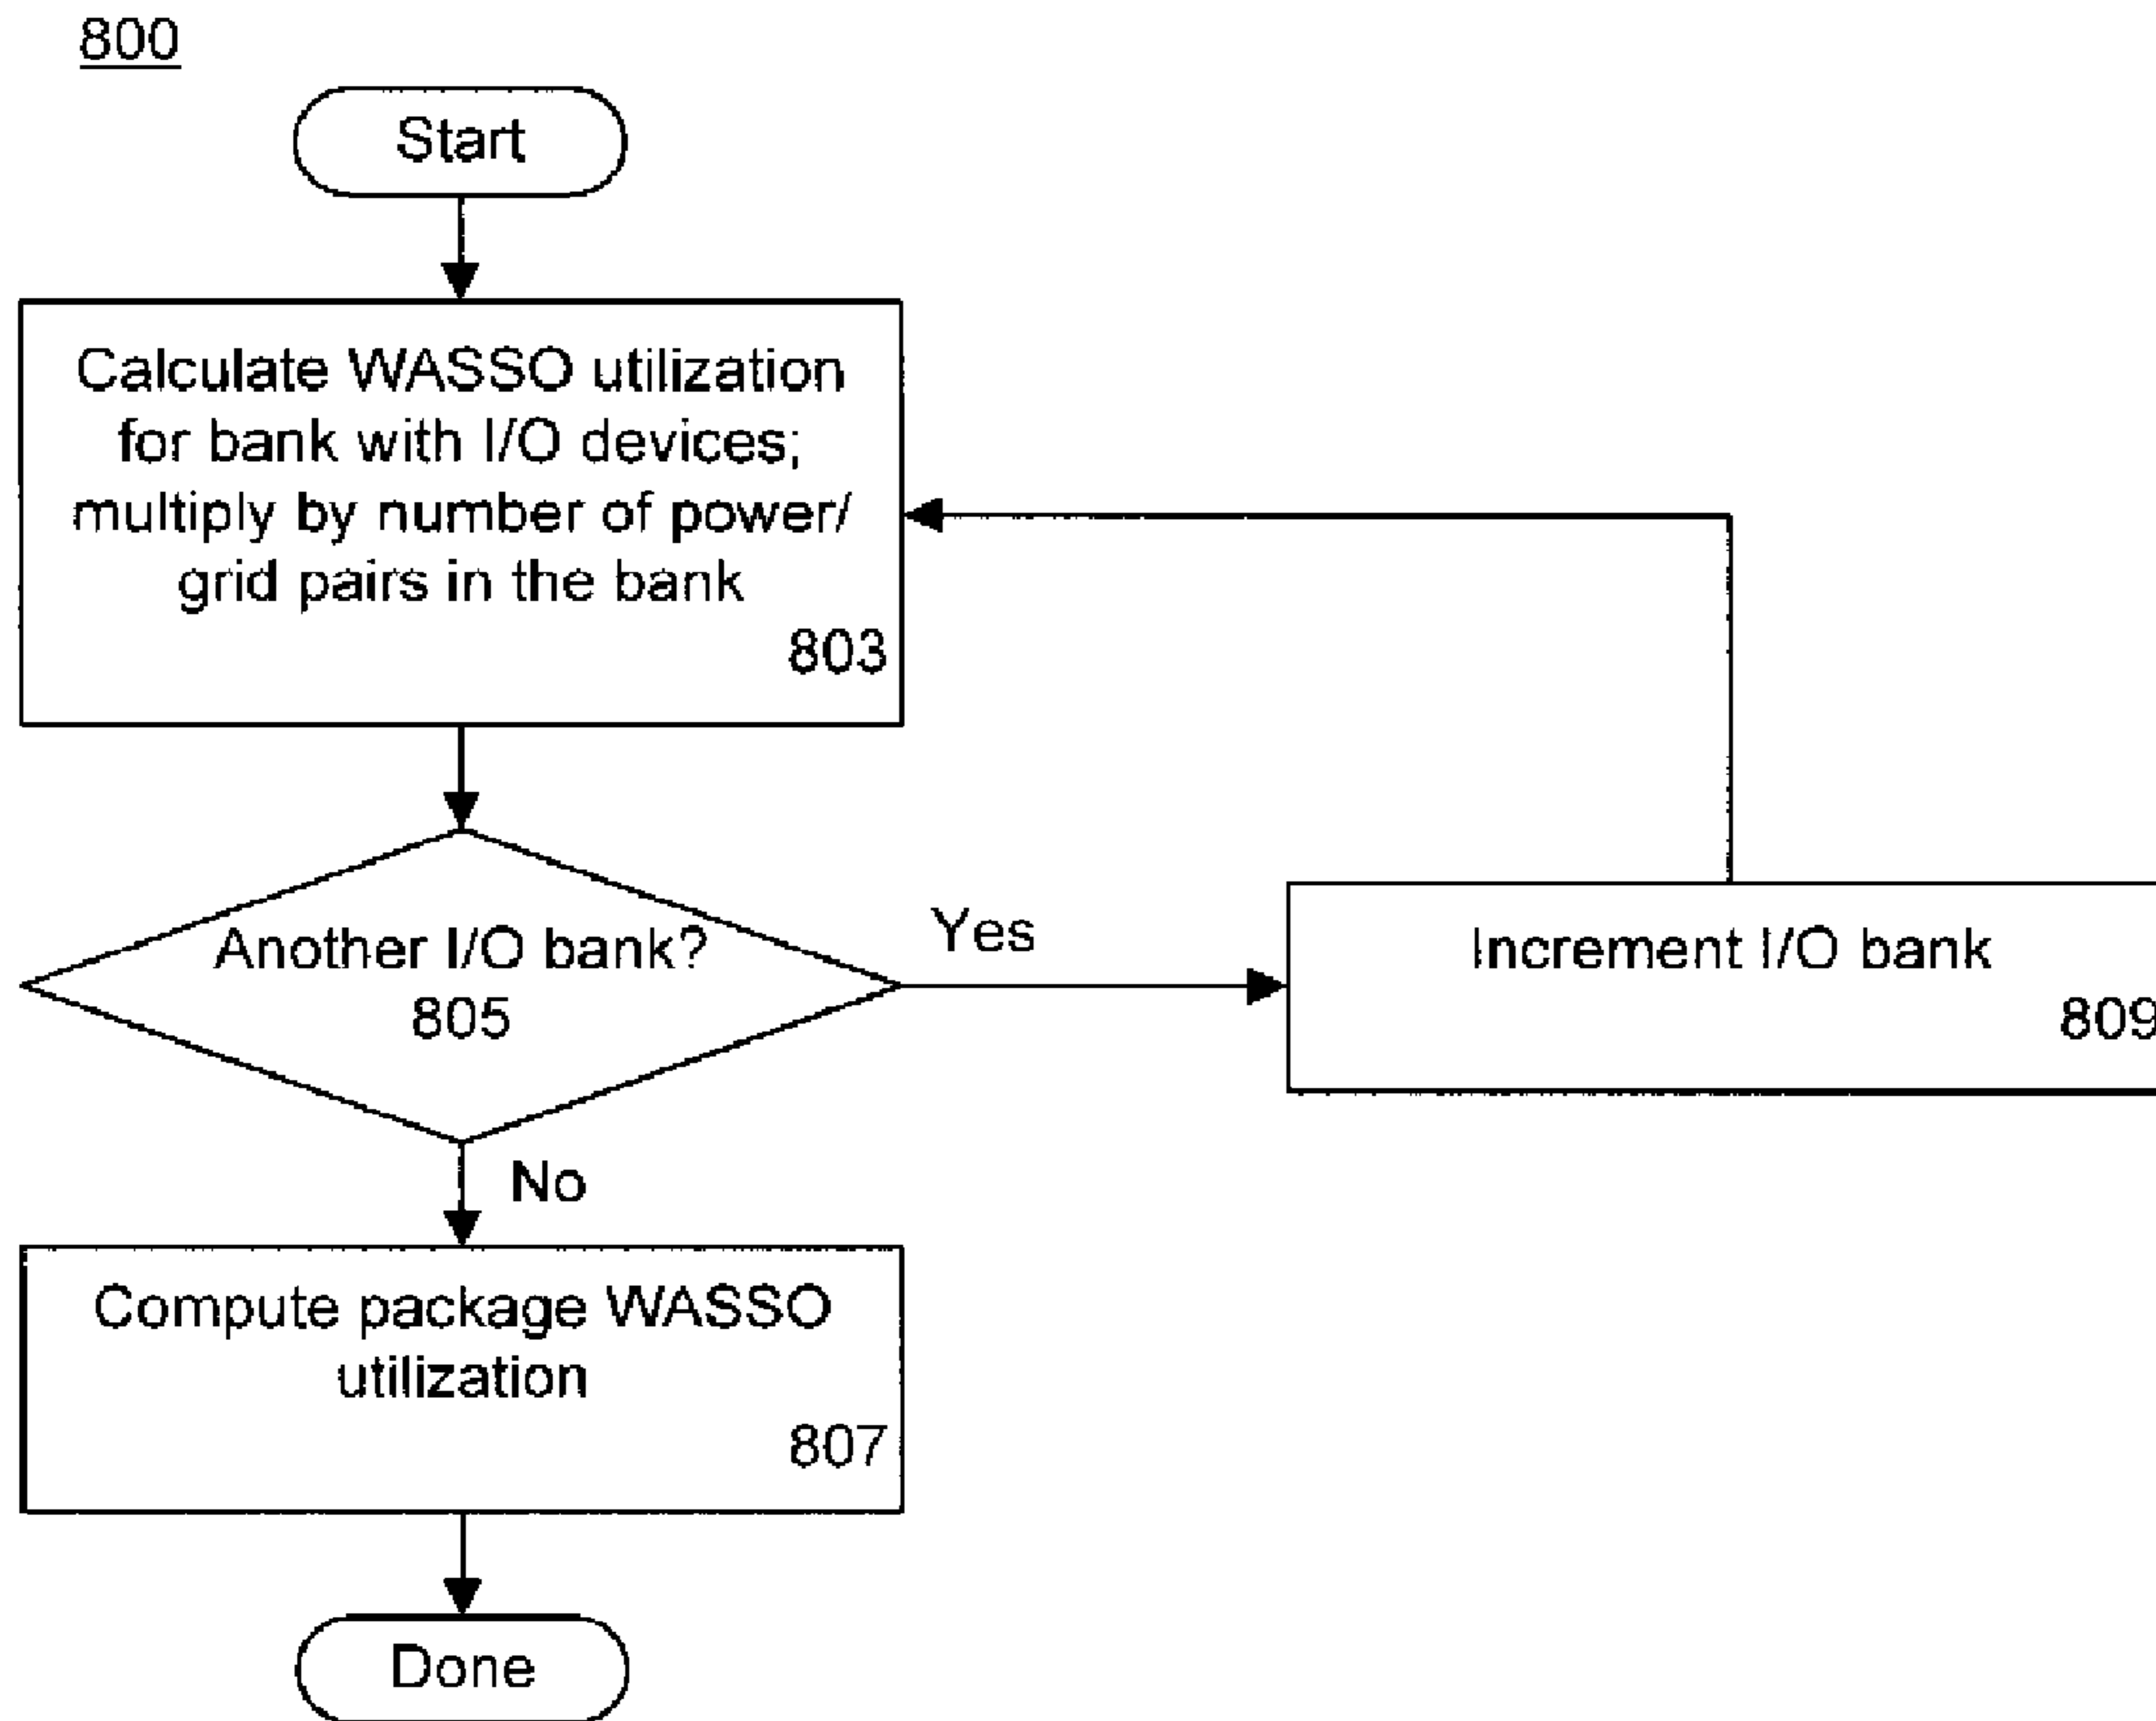 800
Start
Calculate WASSO utilization
for bank with I/O devices;
multiply by number of power/
grid pairs in the bank
803
Another I/O bank?
805
Yes
Increment I/O bank
809
No
Compute package WASSO
utilization
807
Done